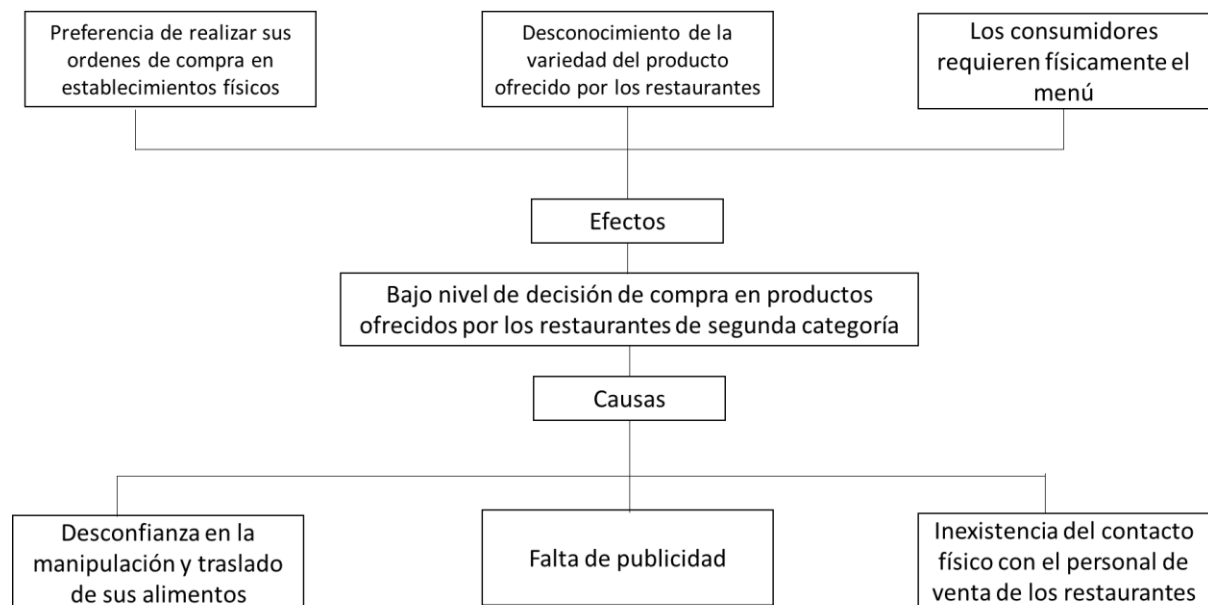 Preferencia de realizar sus
ordenes de compra en
establecimientos físicos
Desconocimiento de la
variedad del producto
ofrecido por los restaurantes
Los consumidores
requieren físicamente el
menú
Efectos
Bajo nivel de decisión de compra en productos
ofrecidos por los restaurantes de segunda categoría
Causas
Desconfianza en la
manipulación y traslado
de sus alimentos
Falta de publicidad
Inexistencia del contacto
físico con el personal de
venta de los restaurantes